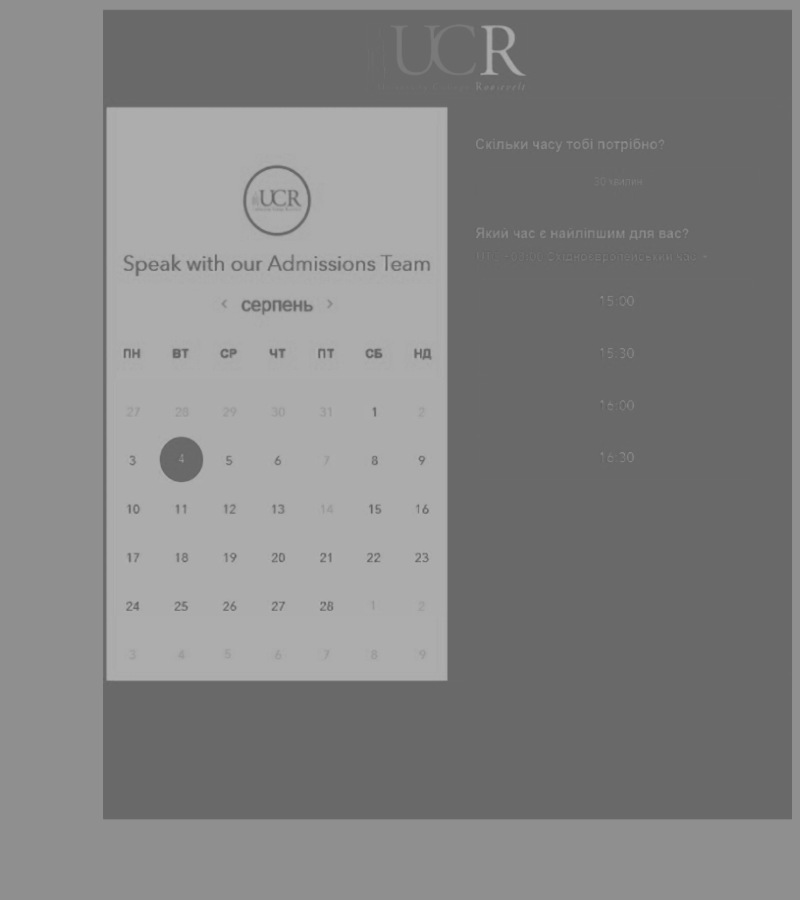 UCR
Roosevelt
UCR
Speak with our Admissions Team
< серпень >
ПН ВТ СР ЧТ ПТ СБ НД
27 28 29 30 31 1 2
3 4 5 6 7 8 9
10 11 12 13 14 15 16
17 18 19 20 21 22 23
24 25 26 27 28 1 2
3 4 5 6 7 8 9
Скільки часу тобі потрібно?
30 хвилин
Який час є найліпшим для вас?
Східноєвропейський
15:00
15:30
16:00
16:30